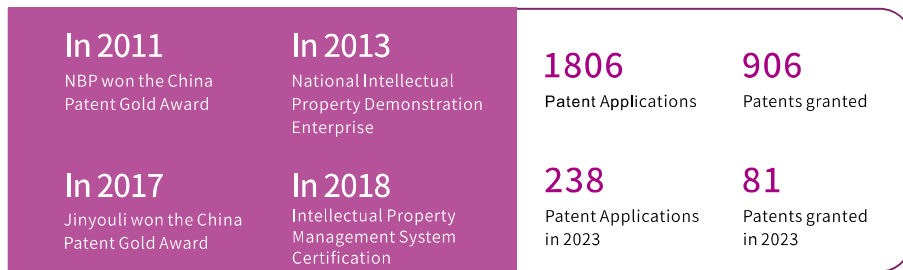 In 2011
NBP won the China
Patent Gold Award
In 2013
National Intellectual
Property Demonstration
Enterprise
1806
Patent Applications
906
Patents granted
In 2017
Jinyouli won the China
Patent Gold Award
In 2018
Intellectual Property
Management System
Certification
238
Patent Applications
in 2023
81
Patents granted
in 2023